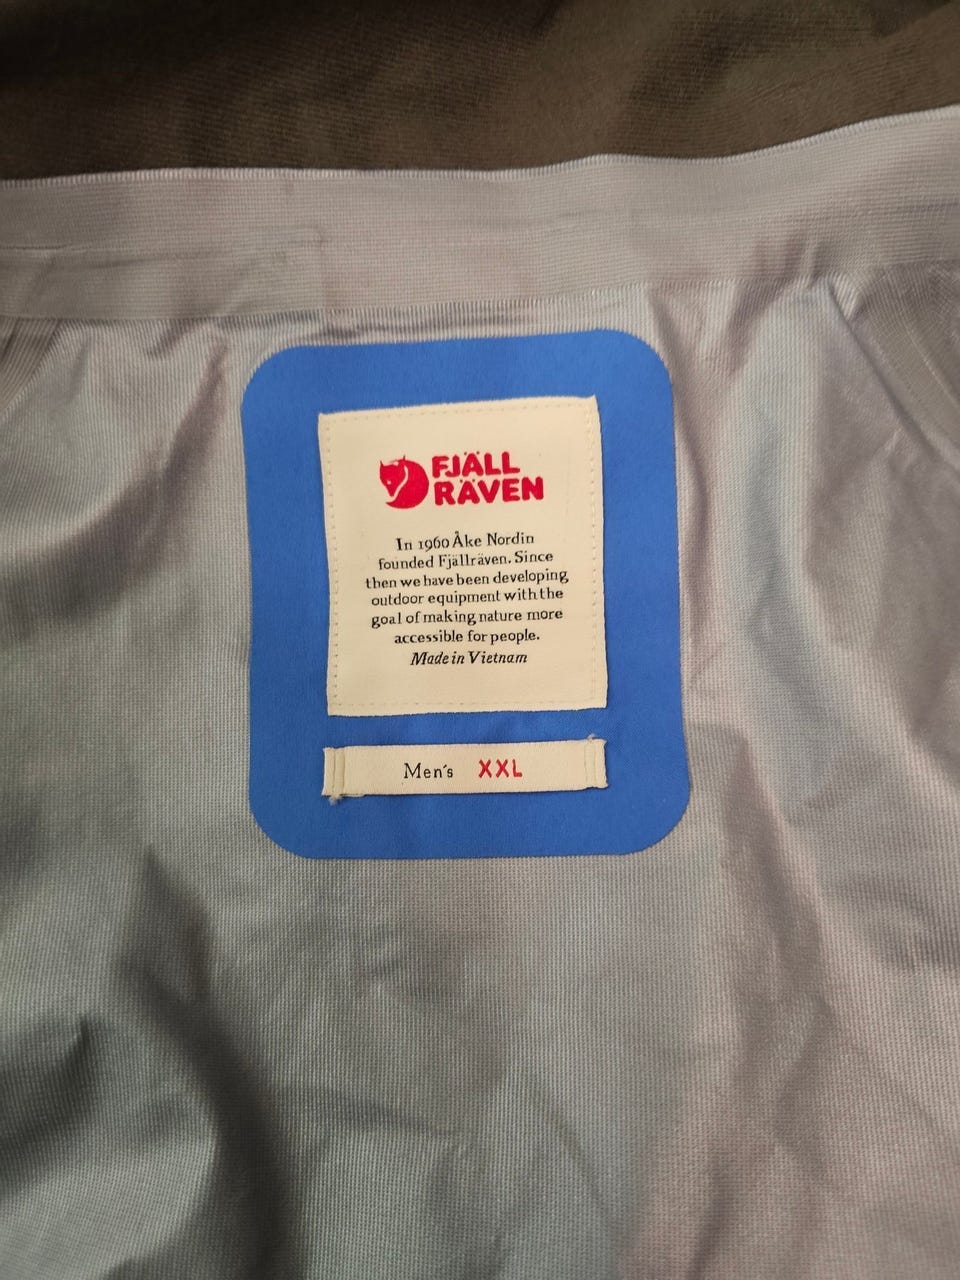 FJÄLL
RÄVEN
In 1960 Åke Nordin
founded Fjällräven. Since
then we have been developing
outdoor equipment with the
goal of making nature more
accessible for people.
Made in Vietnam
Men's XXL